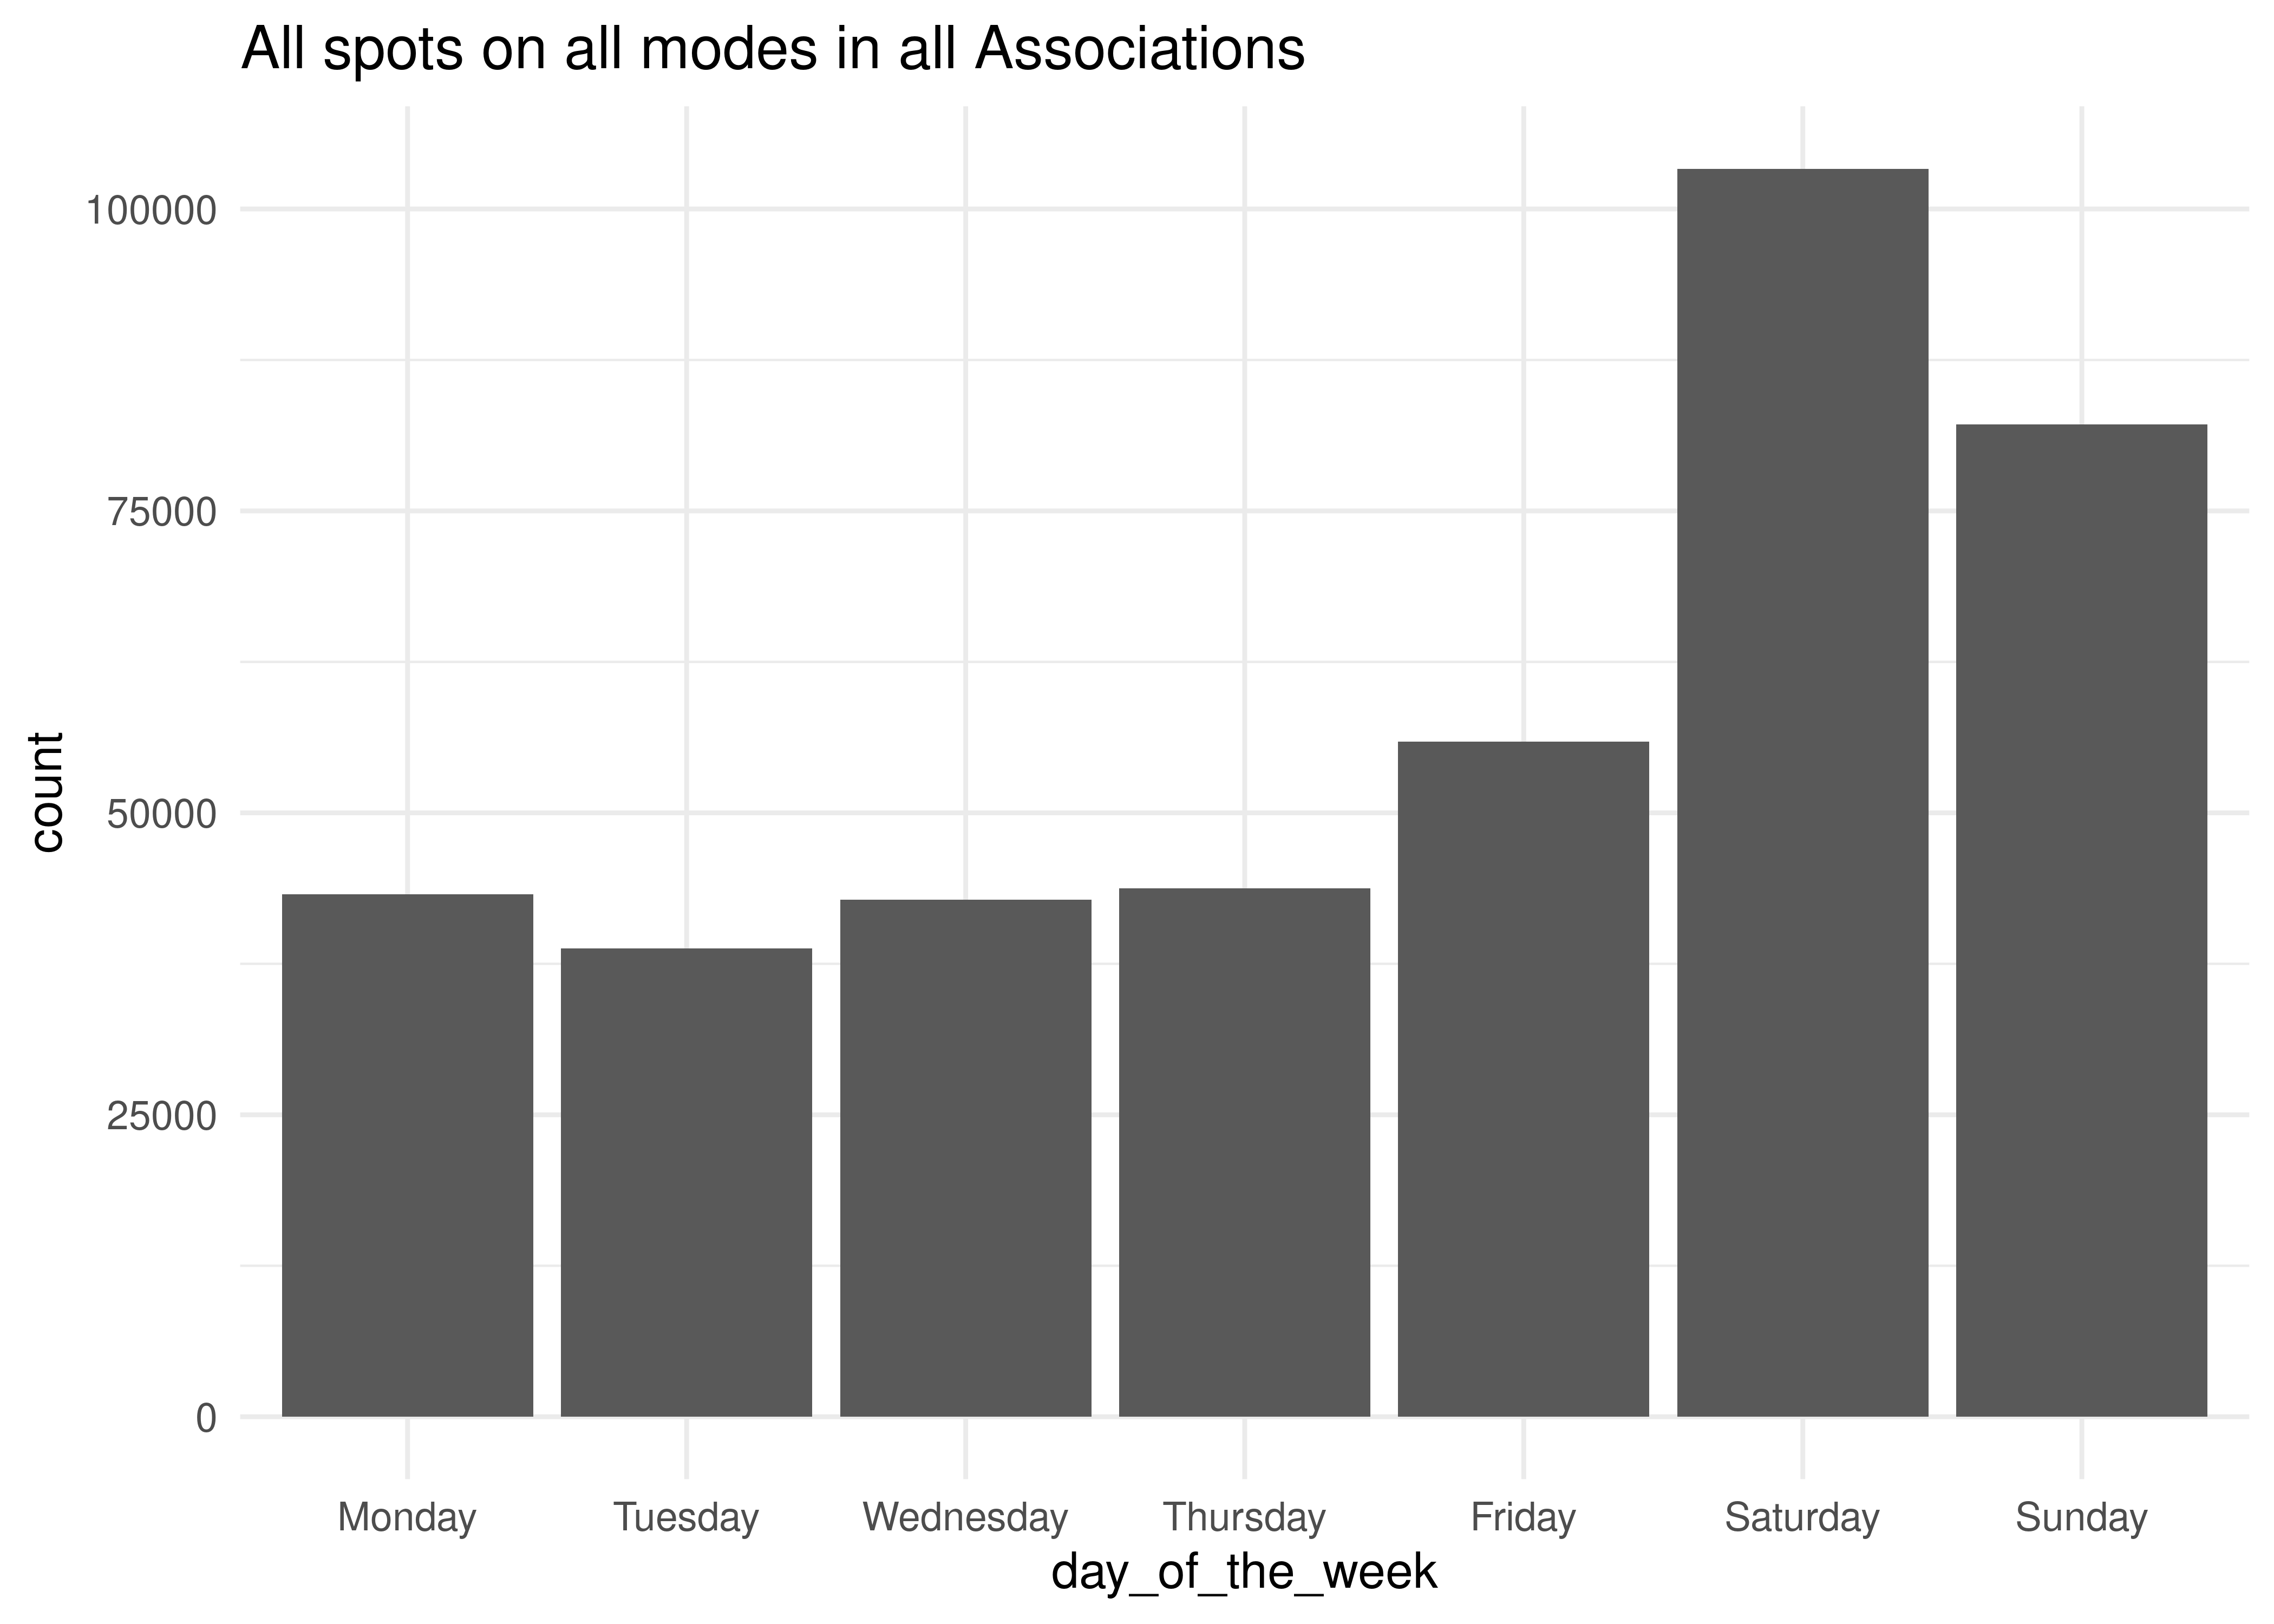 All spots on all modes in all Associations
count
100000
75000
50000
25000
0
Monday Tuesday Wednesday Thursday Friday Saturday Sunday
day_of_the_week